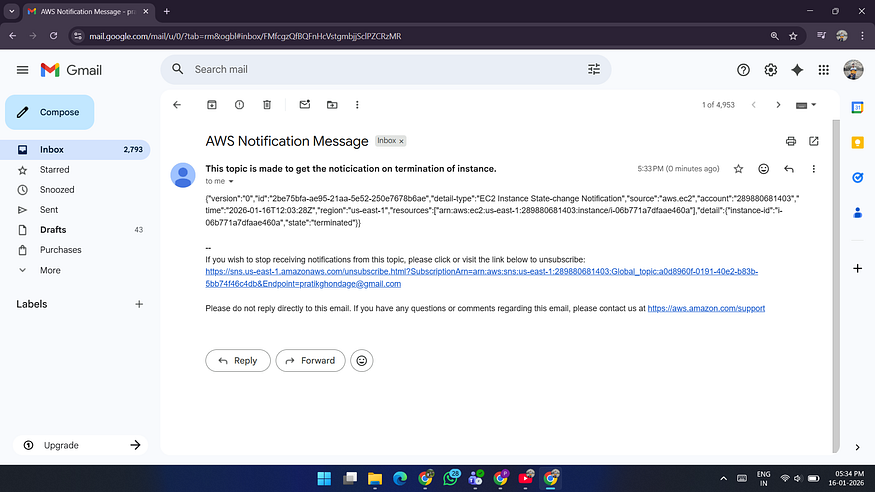 AWS Notification Message - pra
mail.google.com/mail/u/0/?tab=rm&ogbl#inbox/FMfcgzQfBQFnHcVstgmbjjSclPZCRzMR
Gmail
Search mail
Compose
1 of 4,953
Inbox 2,793
Starred
Snoozed
Sent
Drafts 43
Purchases
More
Labels
Upgrade
AWS Notification Message Inbox x
This topic is made to get the noticication on termination of instance. 5:33 PM (0 minutes ago)
to me
{"version":"0","id":"2be75bfa-ae95-21aa-5e52-250e7678b6ae","detail-type":"EC2 Instance State-change Notification","source":"aws.ec2","account":"289880681403","
time":"2026-01-16T12:03:28Z","region":"us-east-1","resources":["arn:aws:ec2:us-east-1:289880681403:instance/i-06b771a7dfaae460a"],"detail":{"instance-id":"i-
06b771a7dfaae460a","state":"terminated"}}
--
If you wish to stop receiving notifications from this topic, please click or visit the link below to unsubscribe:
https://sns.us-east-1.amazonaws.com/unsubscribe.html?SubscriptionArn=arn:aws:sns:us-east-1:289880681403:Global_topic:a0d8960f-0191-40e2-b83b-
5bb74f46c4db&Endpoint=pratikghondage@gmail.com
Please do not reply directly to this email. If you have any questions or comments regarding this email, please contact us at https://aws.amazon.com/support
Reply
Forward
ENG
IN
05:34 PM
16-01-2026